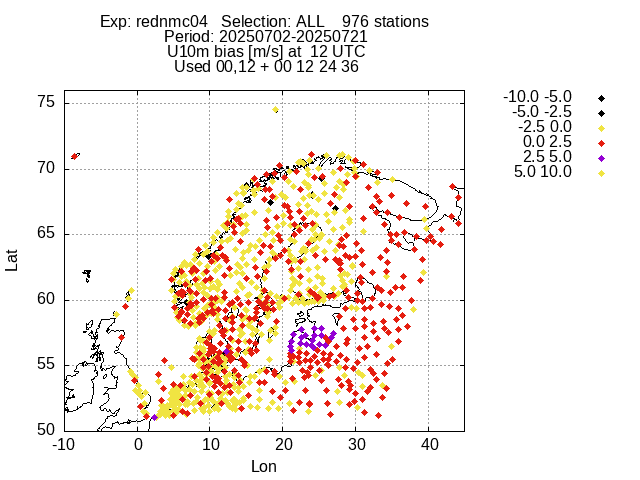 Exp: rednmc04   Selection: ALL    976 stations
Period: 20250702-20250721
U10m bias [m/s] at  12 UTC
Used 00,12 + 00 12 24 36
-10.0 -5.0
-5.0 -2.5
-2.5 0.0
0.0 2.5
2.5 5.0
5.0 10.0
75
70
65
60
55
50
Lat
-10 0 10 20 30 40
Lon